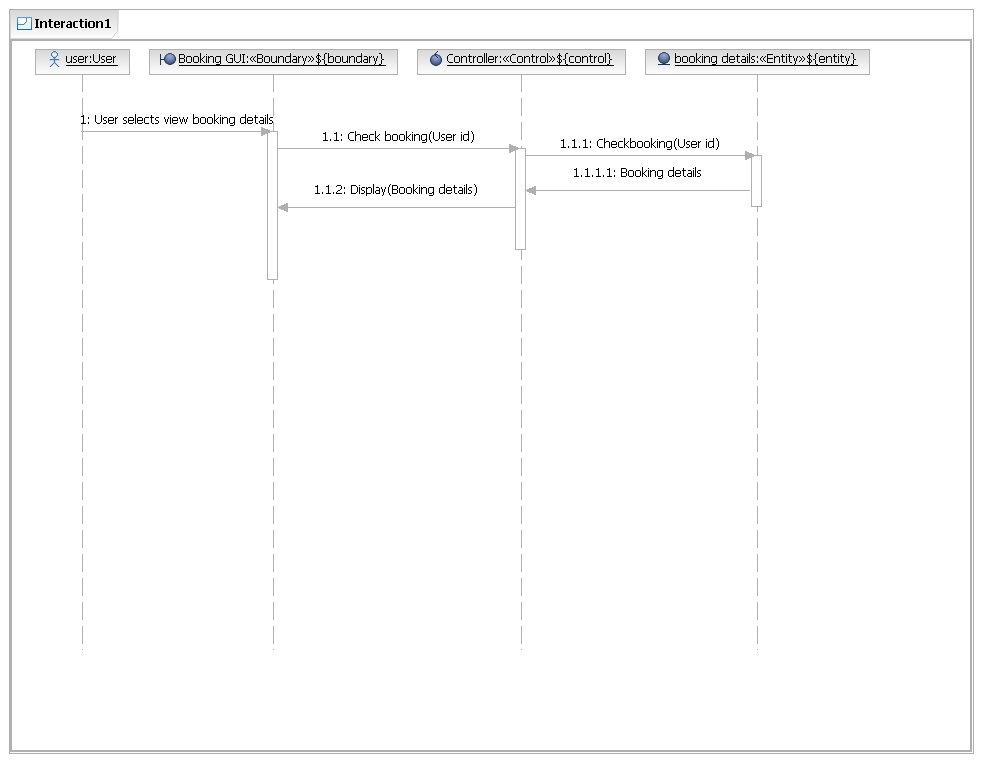 Interaction1
user:User
Booking GUI:«Boundary»${boundary}
Controller:«Control»${control}
booking details:«Entity»${entity}
1: User selects view booking details
1.1: Check booking(User id)
1.1.1: Checkbooking(User id)
1.1.1.1: Booking details
1.1.2: Display(Booking details)